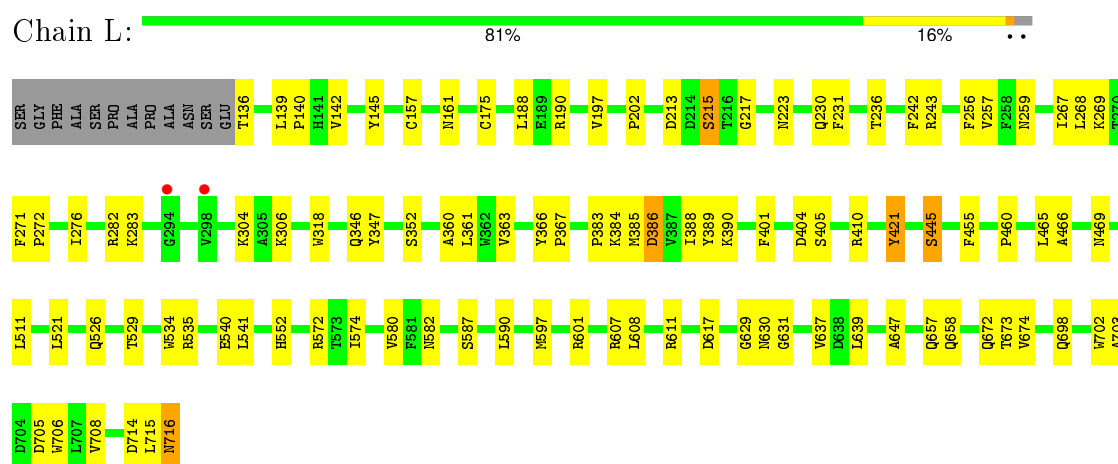 Chain L:
81% 16% • •
SER GLY PHE ALA SER PRO ALA PRO ALA ASN SER GLU T136 L139 P140 H141 V142 Y145 C157 N161 C175 L188 E189 R190 V197 P202 D213 D214 S215 T216 G217 N223 Q230 F231 T236 F242 R243 F256 V257 F258 N259 I267 L268 K269 T270
F271 P272 I276 R282 K283 G294 V298 K304 A305 K306 W318 Q346 Y347 S352 A360 L361 W362 V363 Y366 P367 P383 K384 M385 D386 V387 I388 Y389 K390 F401 D404 S405 R410 Y421 S445 F455 P460 L465 A466 N469
L511 L521 Q526 T529 W534 R535 E540 L541 H552 R572 T573 I574 V580 F581 N582 S587 L590 M597 R601 R607 L608 R611 D617 G629 N630 G631 V637 D638 L639 A647 Q657 Q658 Q672 T673 V674 Q698 W702 A703
D704 D705 W706 L707 V708 D714 L715 N716